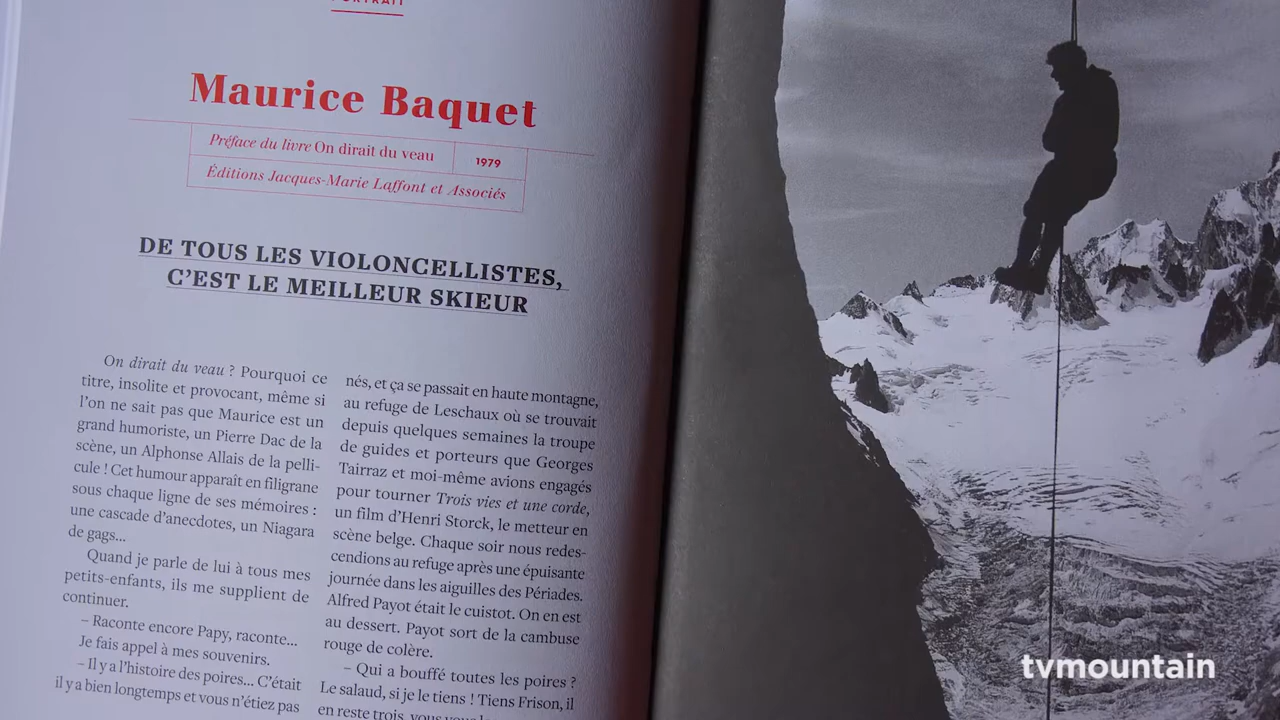 PORTRAIT
Maurice Baquet
Préface du livre On dirait du veau
1979
Éditions Jacques-Marie Laffont et Associés
DE TOUS LES VIOLONCELLISTES,
C'EST LE MEILLEUR SKIEUR
On dirait du veau ? Pourquoi ce
titre, insolite et provocant, même si
l'on ne sait pas que Maurice est un
grand humoriste, un Pierre Dac de la
scène, un Alphonse Allais de la pelli-
cule ! Cet humour apparaît en filigrane
sous chaque ligne de ses mémoires :
une cascade d'anecdotes, un Niagara
de gags...
Quand je parle de lui à tous mes
petits-enfants, ils me supplient de
continuer.
– Raconte encore Papy, raconte...
Je fais appel à mes souvenirs.
– Il y a l'histoire des poires... C'était
il y a bien longtemps et vous n'étiez pas
nés, et ça se passait en haute montagne,
au refuge de Leschaux où se trouvait
depuis quelques semaines la troupe
de guides et porteurs que Georges
Tairraz et moi-même avions engagés
pour tourner Trois vies et une corde,
un film d'Henri Storck, le metteur en
scène belge. Chaque soir nous redes-
cendions au refuge après une épuisante
journée dans les aiguilles des Périades.
Alfred Payot était le cuistot. On en est
au dessert. Payot sort de la cambuse
rouge de colère.
– Qui a bouffé toutes les poires ?
Le salaud, si je le tiens ! Tiens Frison, il
en reste trois, vous
tvmountain